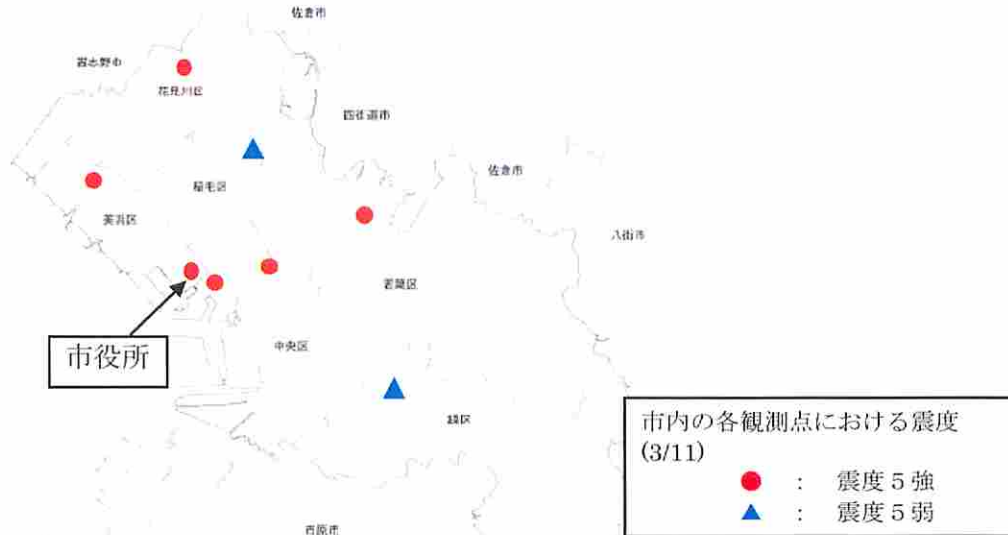 佐倉市
習志野市
花見川区
四街道市
佐倉市
稲毛区
美浜区
八街市
若葉区
市役所
中央区
緑区
市内の各観測点における震度
(3/11)
● ： 震度５強
▲ ： 震度５弱
市原市